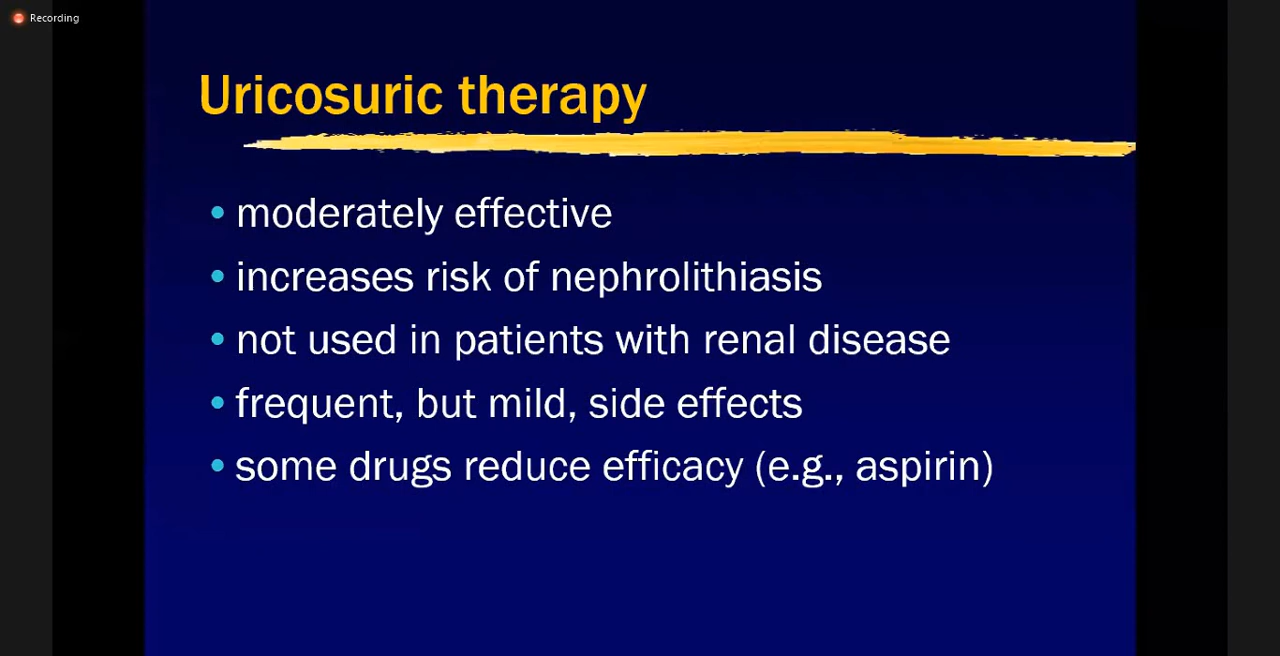 Recording
Uricosuric therapy
• moderately effective
• increases risk of nephrolithiasis
• not used in patients with renal disease
• frequent, but mild, side effects
• some drugs reduce efficacy (e.g., aspirin)